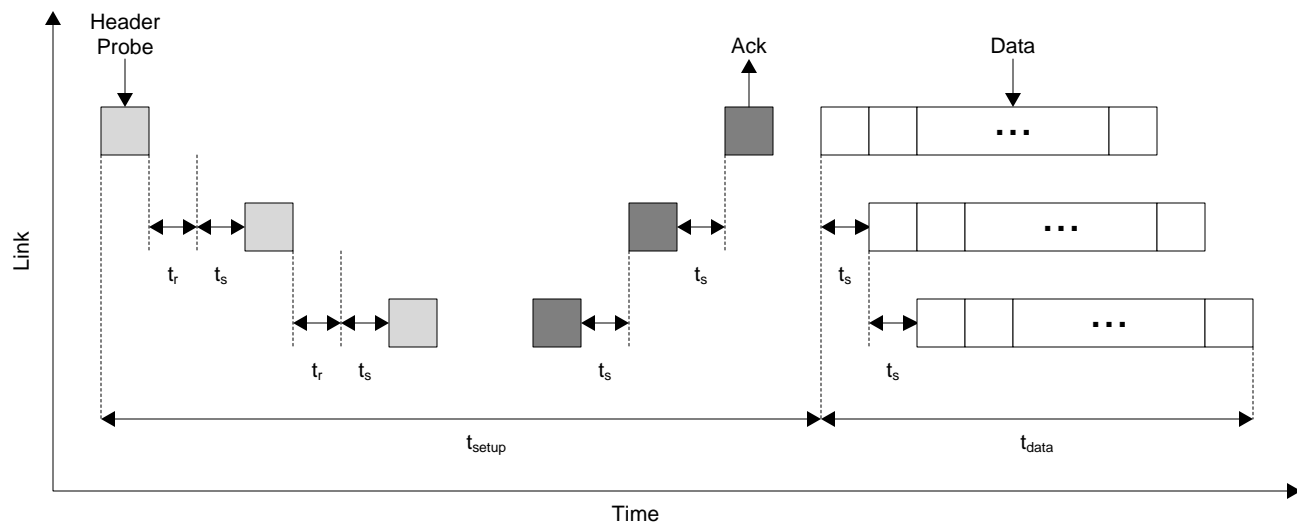 Header
Probe
Ack
Data
...
tr
ts
ts
...
ts
tr
ts
ts
...
ts
tsetup
tdata
Link
Time